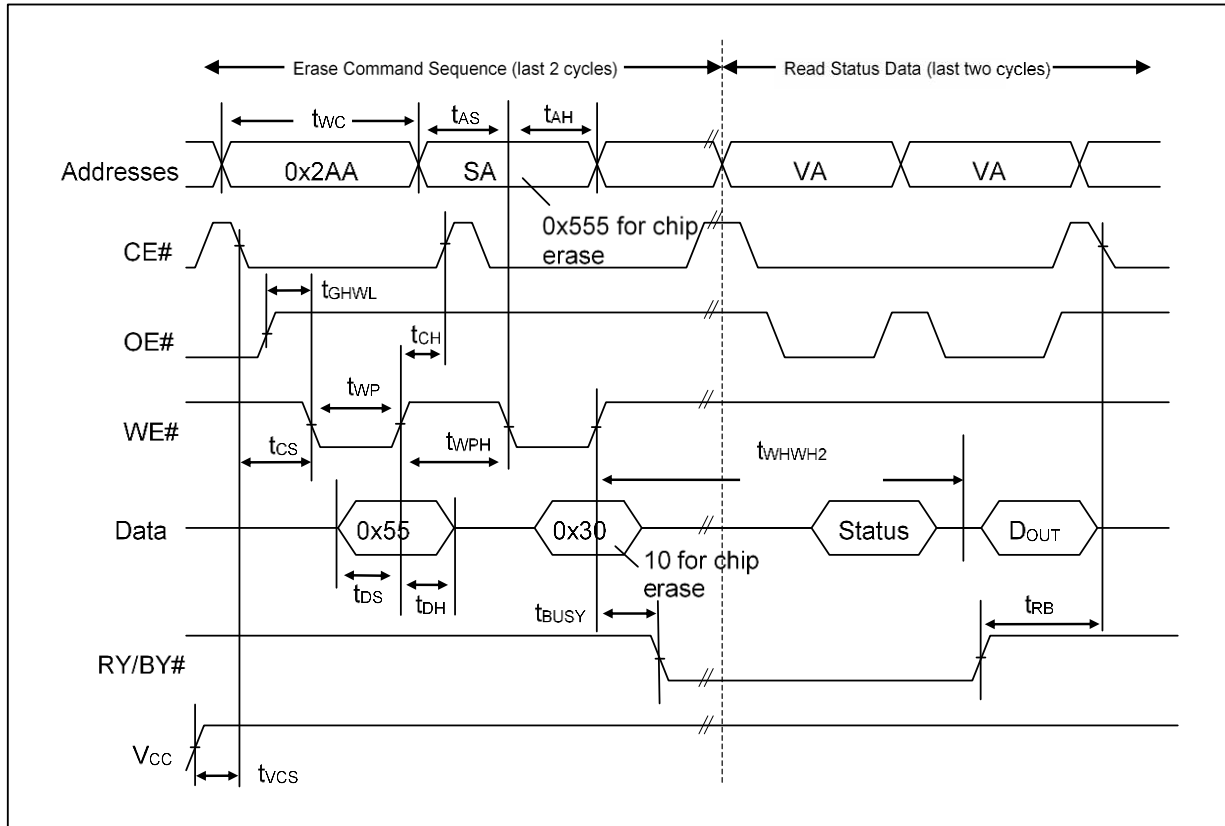 Erase Command Sequence (last 2 cycles)
Read Status Data (last two cycles)
tWC
tAS
tAH
Addresses
0x2AA
SA
VA
VA
0x555 for chip
erase
CE#
tGHWL
OE#
tCH
tWP
WE#
tCS
tWPH
tWHWH2
Data
0x55
0x30
Status
DOUT
10 for chip
erase
tDS
tDH
tBUSY
tRB
RY/BY#
VCC
tVCS